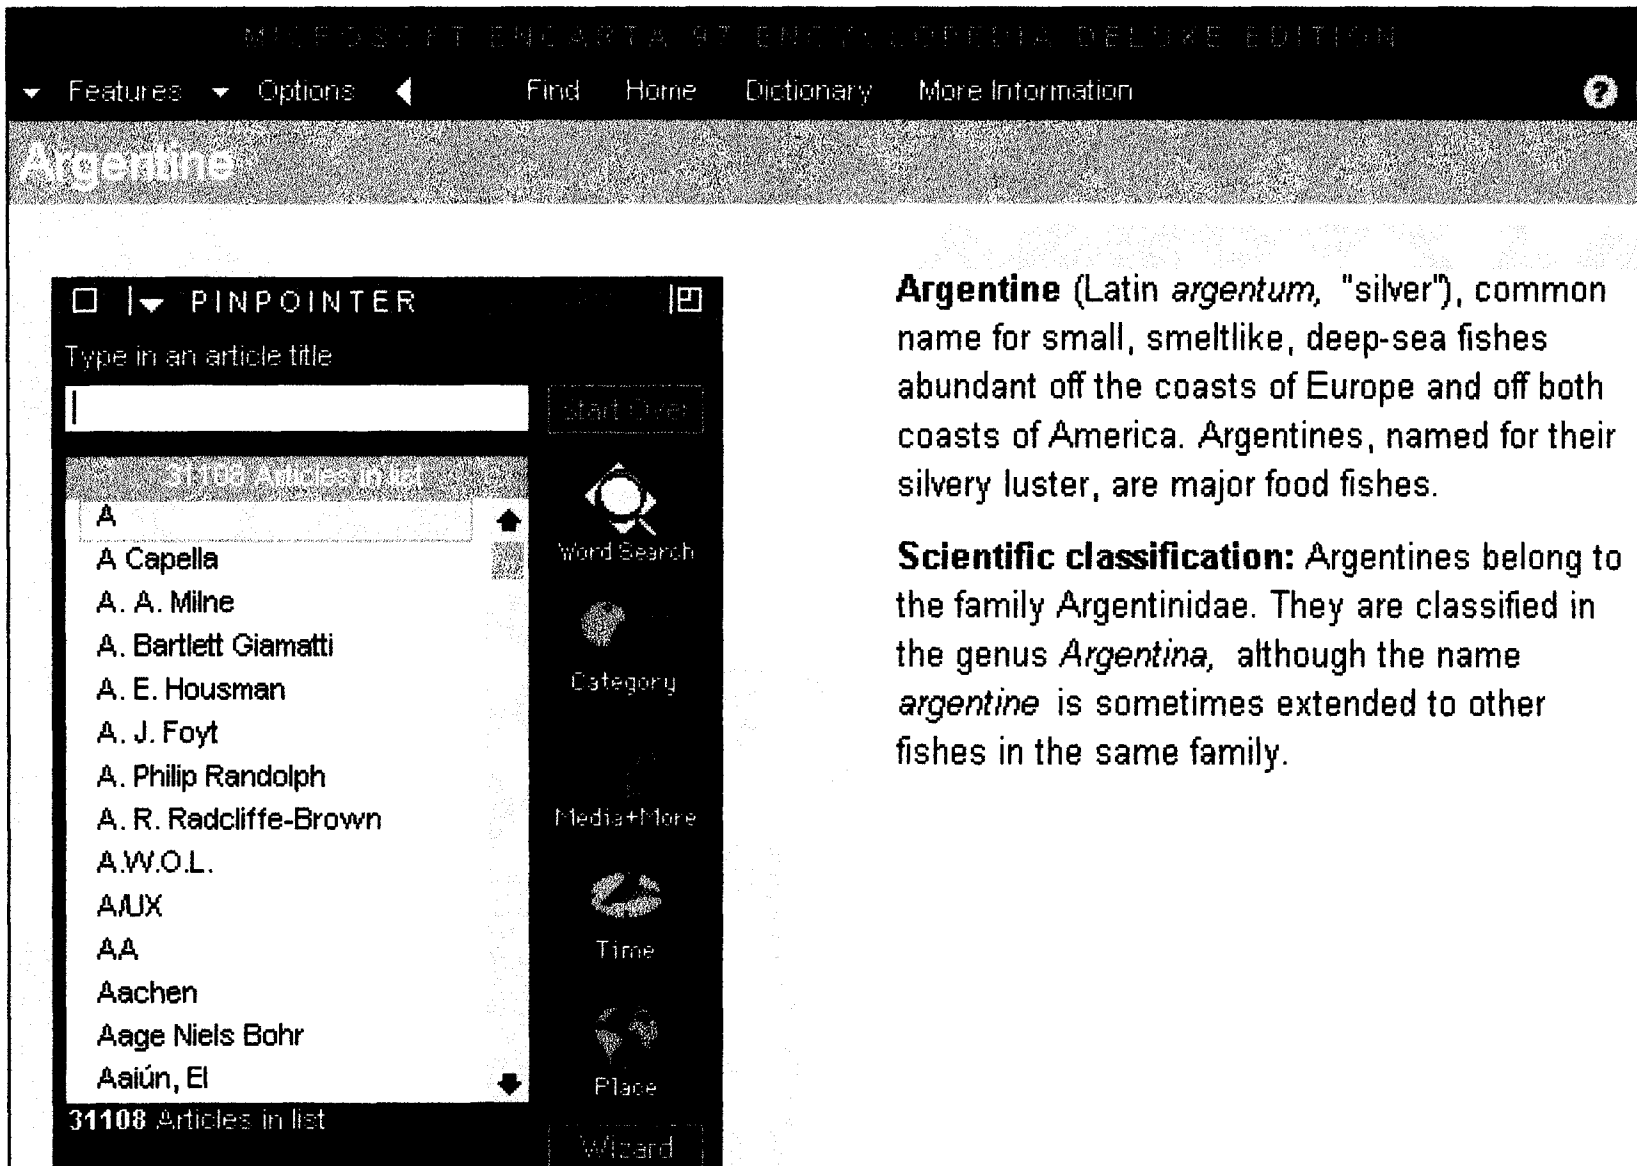 MICROSOFT ENCARTA 97 ENCYCLOPEDIA DELUXE EDITION
Features Options Find Home Dictionary More Information ?
Argentine
PINPOINTER
Type in an article title
Start Over
31108 Articles in list
A
A Capella
A. A. Milne
A. Bartlett Giamatti
A. E. Housman
A. J. Foyt
A. Philip Randolph
A. R. Radcliffe-Brown
A.W.O.L.
A/UX
AA
Aachen
Aage Niels Bohr
Aaiún, El
31108 Articles in list
Word Search
Category
Media+More
Time
Place
Wizard
Argentine (Latin argentum, "silver"), common
name for small, smeltlike, deep-sea fishes
abundant off the coasts of Europe and off both
coasts of America. Argentines, named for their
silvery luster, are major food fishes.
Scientific classification: Argentines belong to
the family Argentinidae. They are classified in
the genus Argentina, although the name
argentine is sometimes extended to other
fishes in the same family.